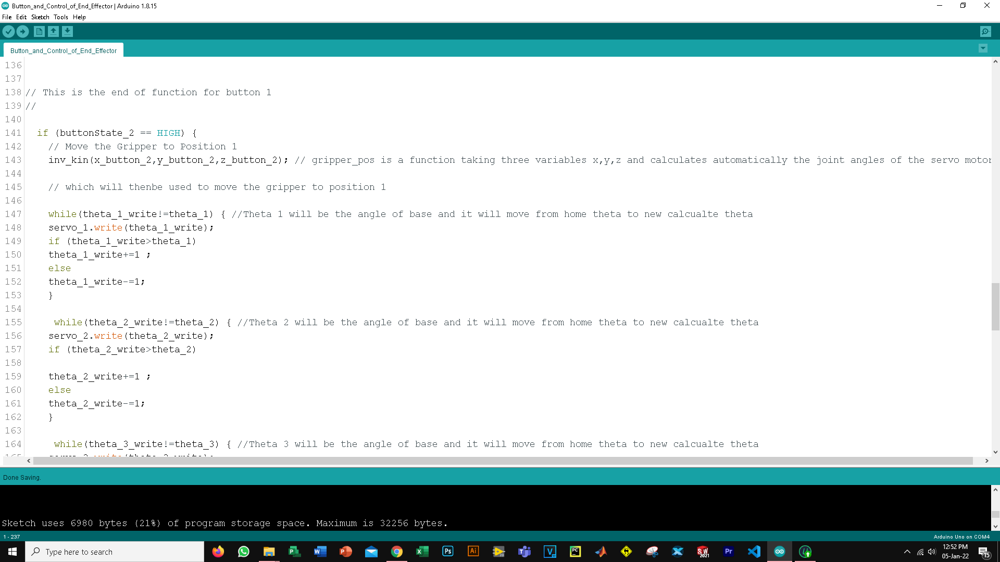 Button_and_Control_of_End_Effector | Arduino 1.8.15
File Edit Sketch Tools Help
Button_and_Control_of_End_Effector
136
137
138 // This is the end of function for button 1
139 //
140
141 if (buttonState_2 == HIGH) {
142 // Move the Gripper to Position 1
143 inv_kin(x_button_2,y_button_2,z_button_2); // gripper_pos is a function taking three variables x,y,z and calculates automatically the joint angles of the servo motor
144
145 // which will thenbe used to move the gripper to position 1
146
147 while(theta_1_write!=theta_1) { //Theta 1 will be the angle of base and it will move from home theta to new calcualte theta
148 servo_1.write(theta_1_write);
149 if (theta_1_write>theta_1)
150 theta_1_write+=1 ;
151 else
152 theta_1_write-=1;
153 }
154
155 while(theta_2_write!=theta_2) { //Theta 2 will be the angle of base and it will move from home theta to new calcualte theta
156 servo_2.write(theta_2_write);
157 if (theta_2_write>theta_2)
158
159 theta_2_write+=1 ;
160 else
161 theta_2_write-=1;
162 }
163
164 while(theta_3_write!=theta_3) { //Theta 3 will be the angle of base and it will move from home theta to new calcualte theta
Done Saving.
Sketch uses 6980 bytes (21%) of program storage space. Maximum is 32256 bytes.
1 - 237
Arduino Uno on COM4
Type here to search
12:52 PM
05-Jan-22
15